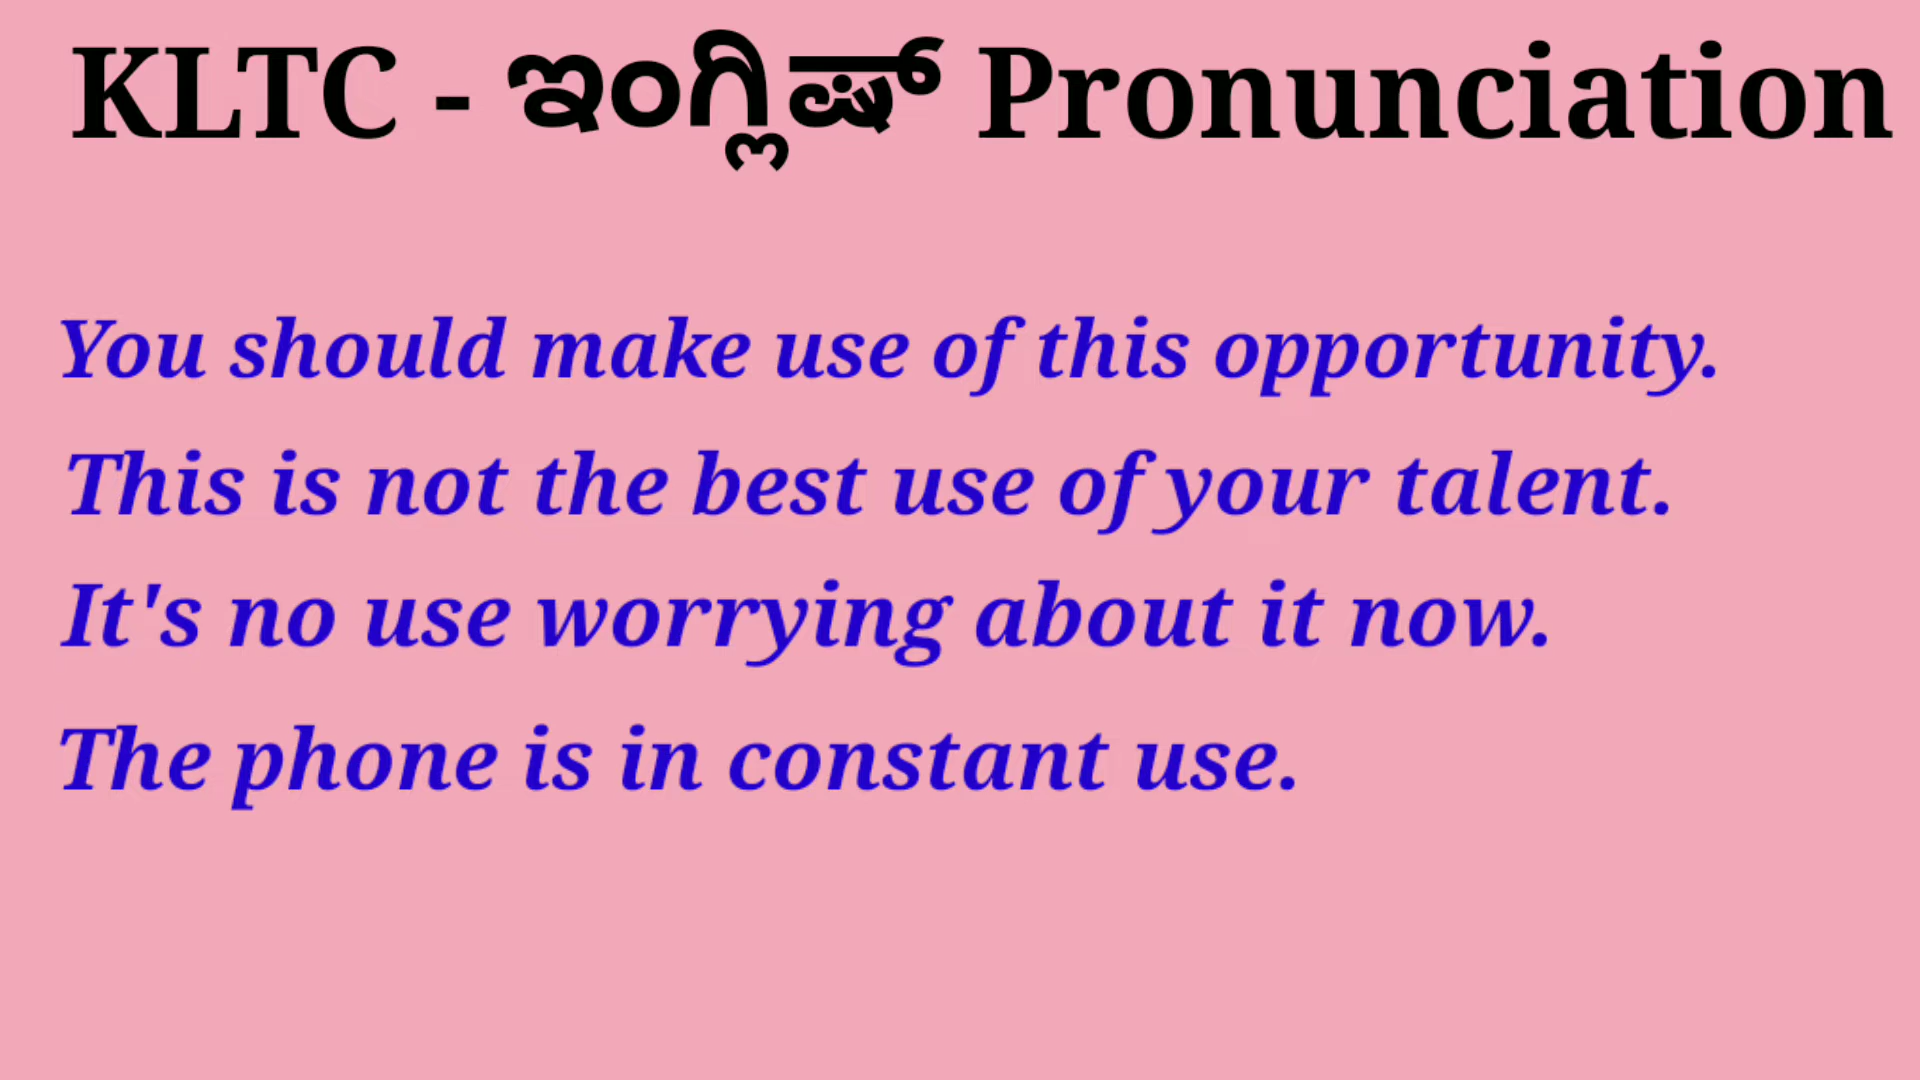 KLTC - ಇಂಗ್ಲಿಷ್ Pronunciation
You should make use of this opportunity.
This is not the best use of your talent.
It's no use worrying about it now.
The phone is in constant use.